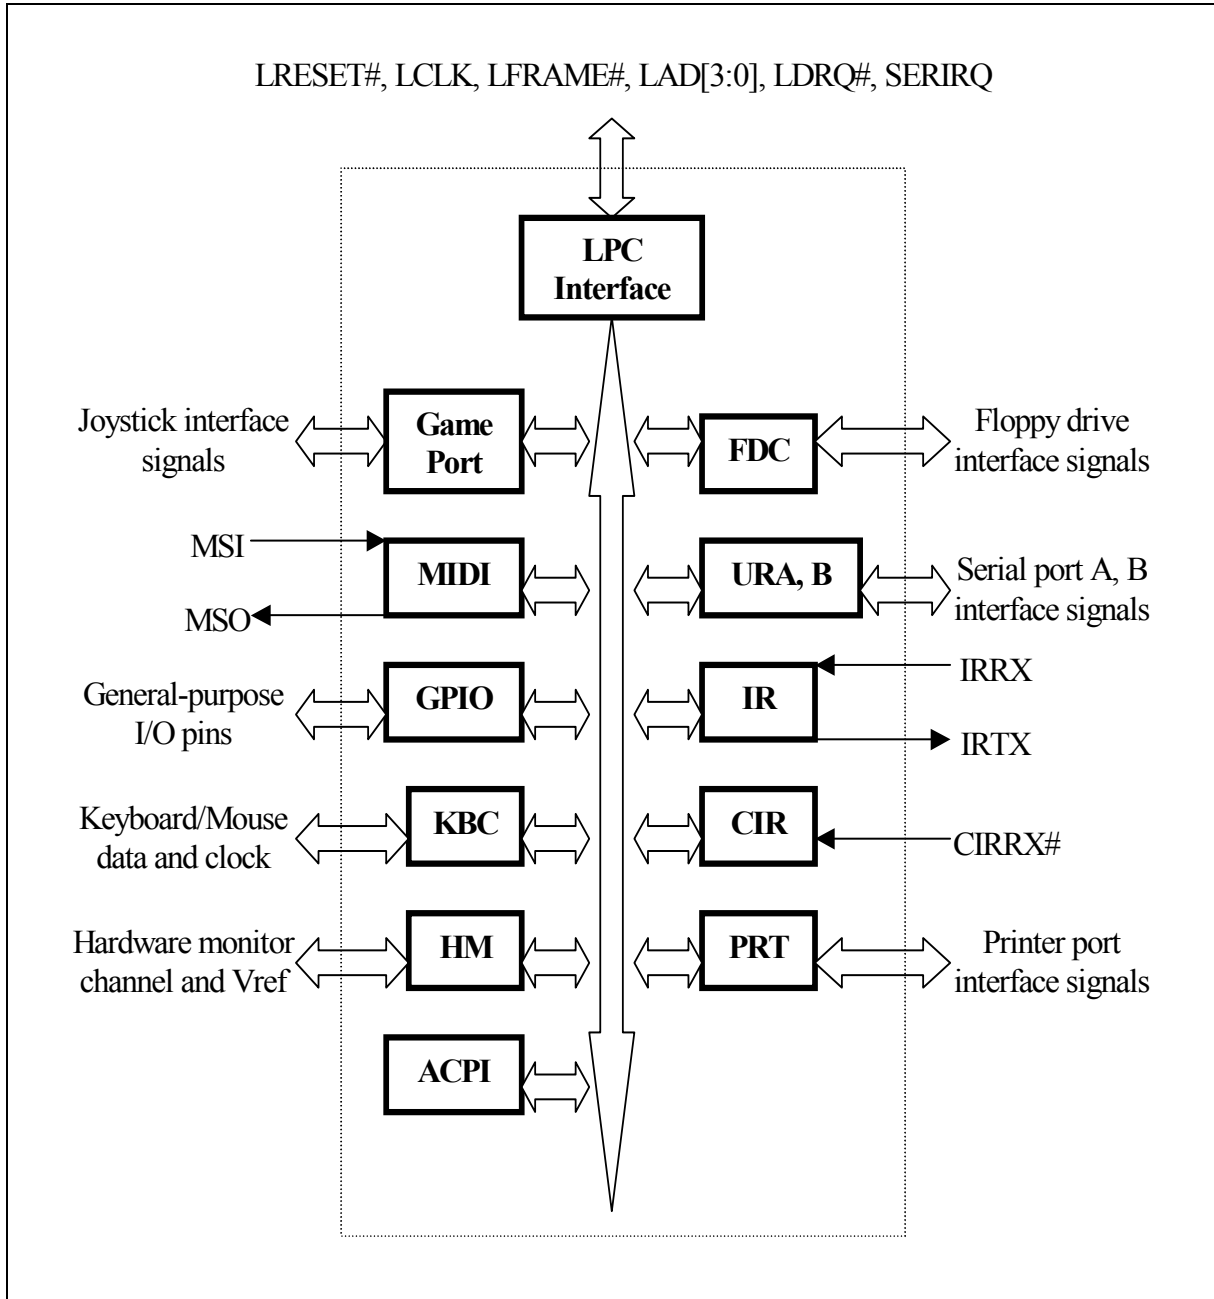 LRESET#, LCLK, LFRAME#, LAD[3:0], LDRQ#, SERIRQ
LPC
Interface
Joystick interface
signals
Game
Port
FDC
Floppy drive
interface signals
MSI
MSO
MIDI
URA, B
Serial port A, B
interface signals
General-purpose
I/O pins
GPIO
IR
IRRX
IRTX
Keyboard/Mouse
data and clock
KBC
CIR
CIRRX#
Hardware monitor
channel and Vref
HM
PRT
Printer port
interface signals
ACPI